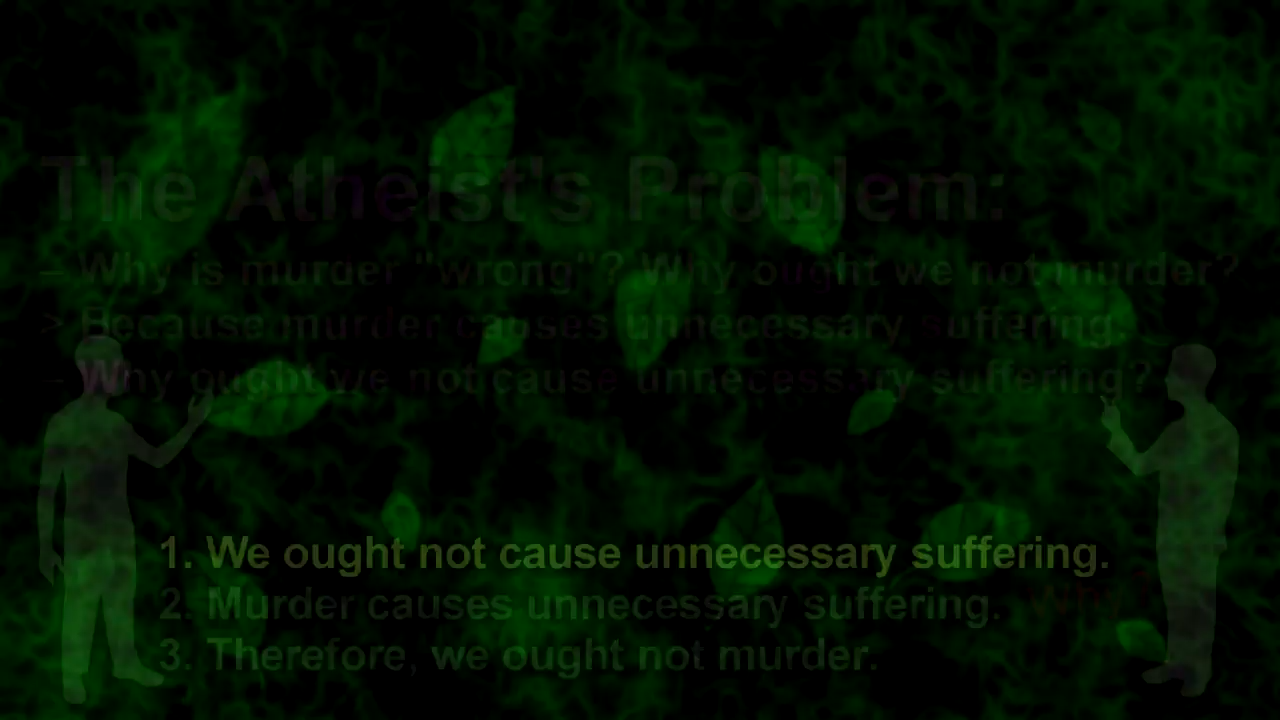 The Atheist's Problem:
– Why is murder "wrong"? Why ought we not murder?
> Because murder causes unnecessary suffering.
– Why ought we not cause unnecessary suffering?
1. We ought not cause unnecessary suffering.
2. Murder causes unnecessary suffering. Why?
3. Therefore, we ought not murder.